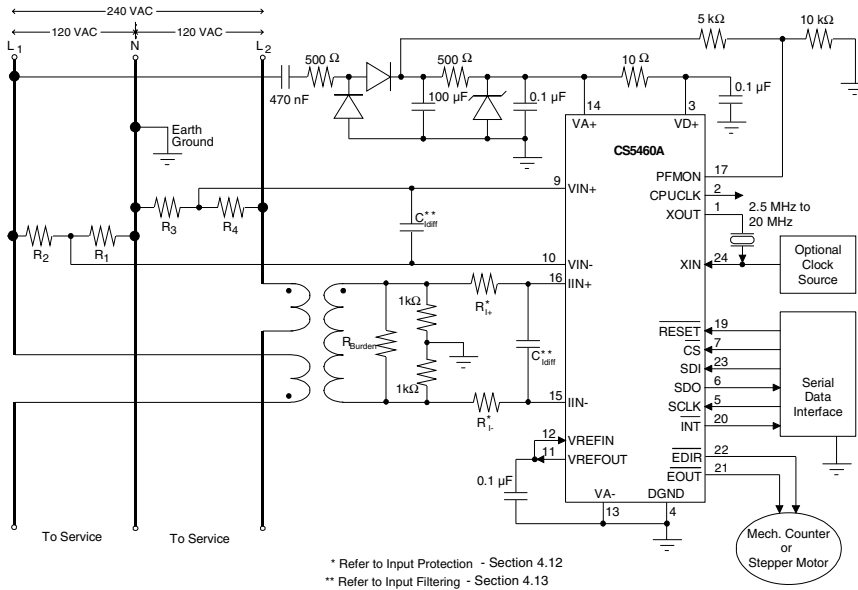 240 VAC
120 VAC
120 VAC
L1
N
L2
5 kΩ
10 kΩ
500 Ω
470 nF
500 Ω
100 µF
0.1 µF
10 Ω
0.1 µF
14
3
VA+
VD+
CS5460A
Earth
Ground
9
VIN+
PFMON
17
CPUCLK
2
XOUT
1
2.5 MHz to
20 MHz
R3
R4
C**
Idiff
R2
R1
10
VIN-
XIN
24
Optional
Clock
Source
16
IIN+
1kΩ
R*
I+
RBurden
C**
Idiff
1kΩ
R*
I-
15
IIN-
RESET
19
CS
7
SDI
23
SDO
6
SCLK
5
INT
20
Serial
Data
Interface
12
VREFIN
11
VREFOUT
EDIR
22
EOUT
21
0.1 µF
VA-
DGND
13
4
Mech. Counter
or
Stepper Motor
To Service
To Service
* Refer to Input Protection - Section 4.12
** Refer to Input Filtering - Section 4.13